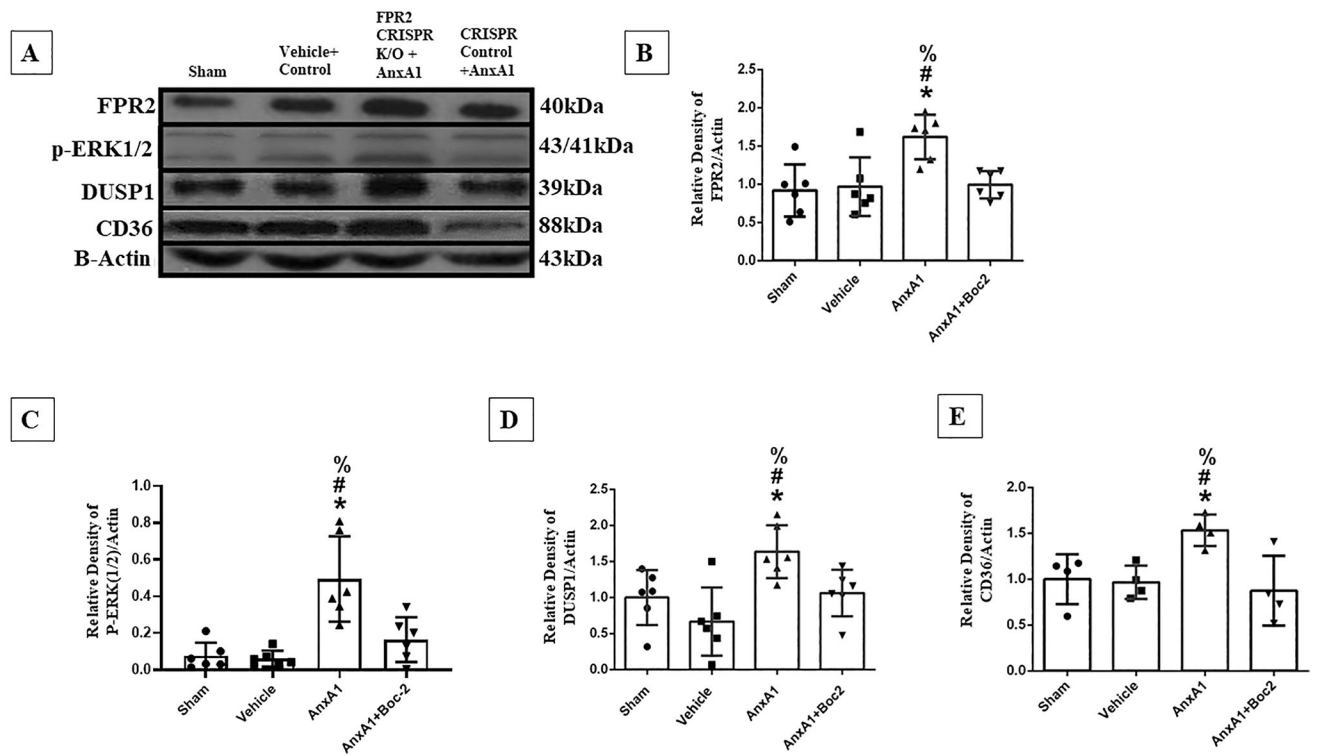 A
Sham
Vehicle+
Control
FPR2
CRISPR
K/O +
AnxA1
CRISPR
Control
+AnxA1
FPR2
40kDa
p-ERK1/2
43/41kDa
DUSP1
39kDa
CD36
88kDa
B-Actin
43kDa
B
Relative Density of
FPR2/Actin
2.5
2.0
1.5
1.0
0.5
0.0
%
#
*
Sham
Vehicle
AnxA1
AnxA1+Boc2
C
Relative Density of
P-ERK(1/2)/Actin
1.0
0.8
0.6
0.4
0.2
0.0
%
#
*
Sham
Vehicle
AnxA1
AnxA1+Boc-2
D
Relative Density of
DUSP1/Actin
2.5
2.0
1.5
1.0
0.5
0.0
%
#
*
Sham
Vehicle
AnxA1
AnxA1+Boc2
E
Relative Density of
CD36/Actin
2.0
1.5
1.0
0.5
0.0
%
#
*
Sham
Vehicle
AnxA1
AnxA1+Boc2